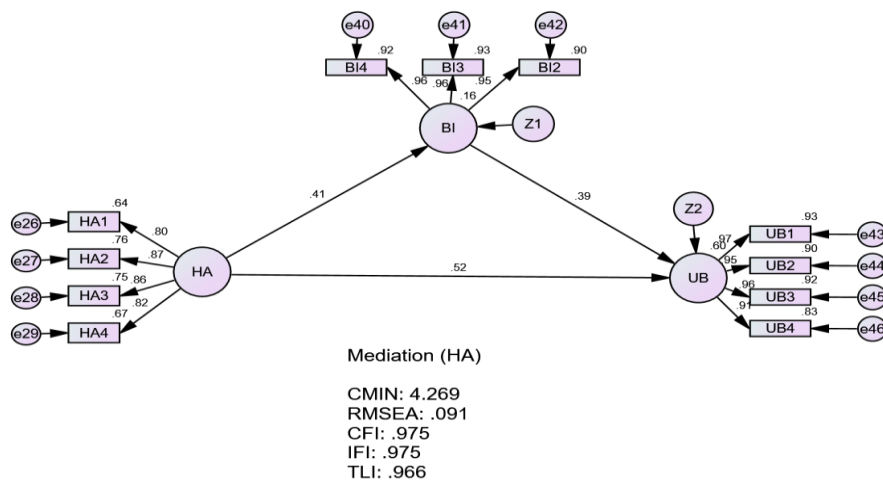 e40
e41
e42
.92
.93
.90
BI4
BI3
BI2
.96
.96
.95
.16
BI
Z1
.41
.39
.64
e26
HA1
.80
.76
e27
HA2
.87
HA
.75
e28
HA3
.86
.82
.67
e29
HA4
.52
Z2
.60
UB
.93
.97
UB1
e43
.90
.95
UB2
e44
.92
.96
UB3
e45
.91
.83
UB4
e46
Mediation (HA)
CMIN: 4.269
RMSEA: .091
CFI: .975
IFI: .975
TLI: .966